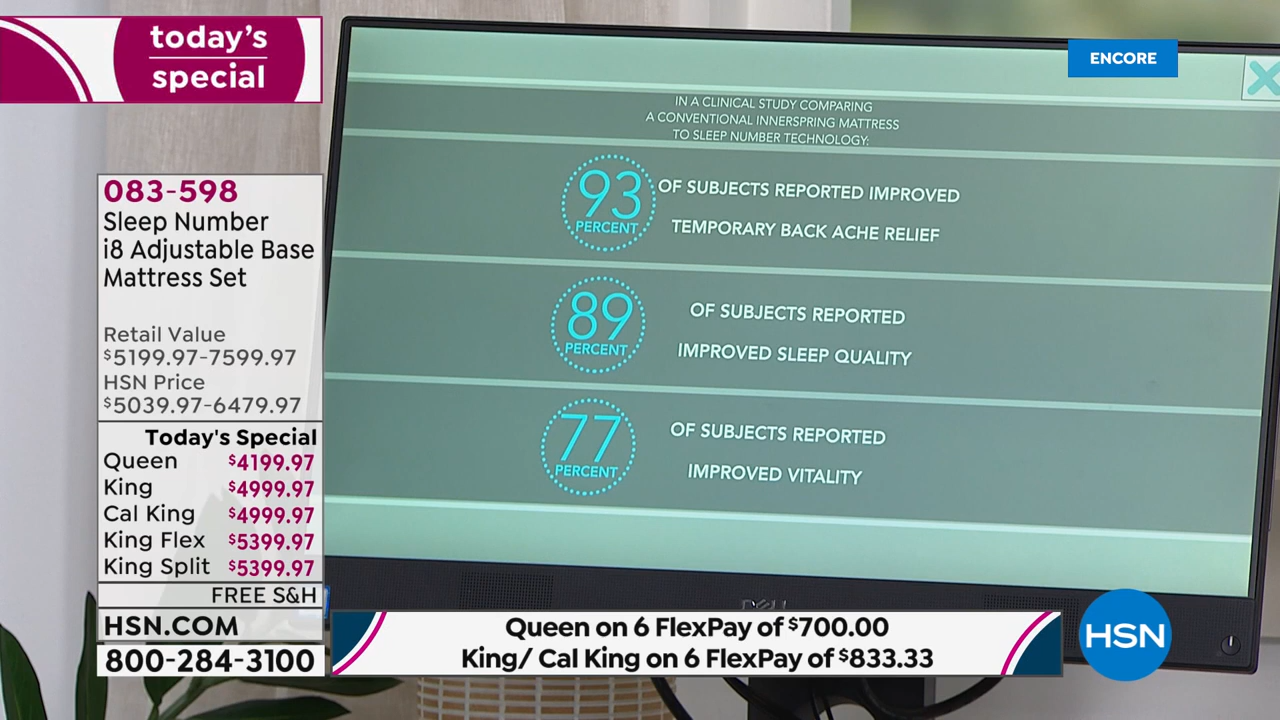 today's
special
ENCORE
083-598
Sleep Number
i8 Adjustable Base
Mattress Set
Retail Value
$5199.97-7599.97
HSN Price
$5039.97-6479.97
Today's Special
Queen $4199.97
King $4999.97
Cal King $4999.97
King Flex $5399.97
King Split $5399.97
FREE S&H
HSN.COM
800-284-3100
IN A CLINICAL STUDY COMPARING
A CONVENTIONAL INNERSPRING MATTRESS
TO SLEEP NUMBER TECHNOLOGY:
93
PERCENT
OF SUBJECTS REPORTED IMPROVED
TEMPORARY BACK ACHE RELIEF
89
PERCENT
OF SUBJECTS REPORTED
IMPROVED SLEEP QUALITY
77
PERCENT
OF SUBJECTS REPORTED
IMPROVED VITALITY
DELL
Queen on 6 FlexPay of $700.00
King/ Cal King on 6 FlexPay of $833.33
HSN